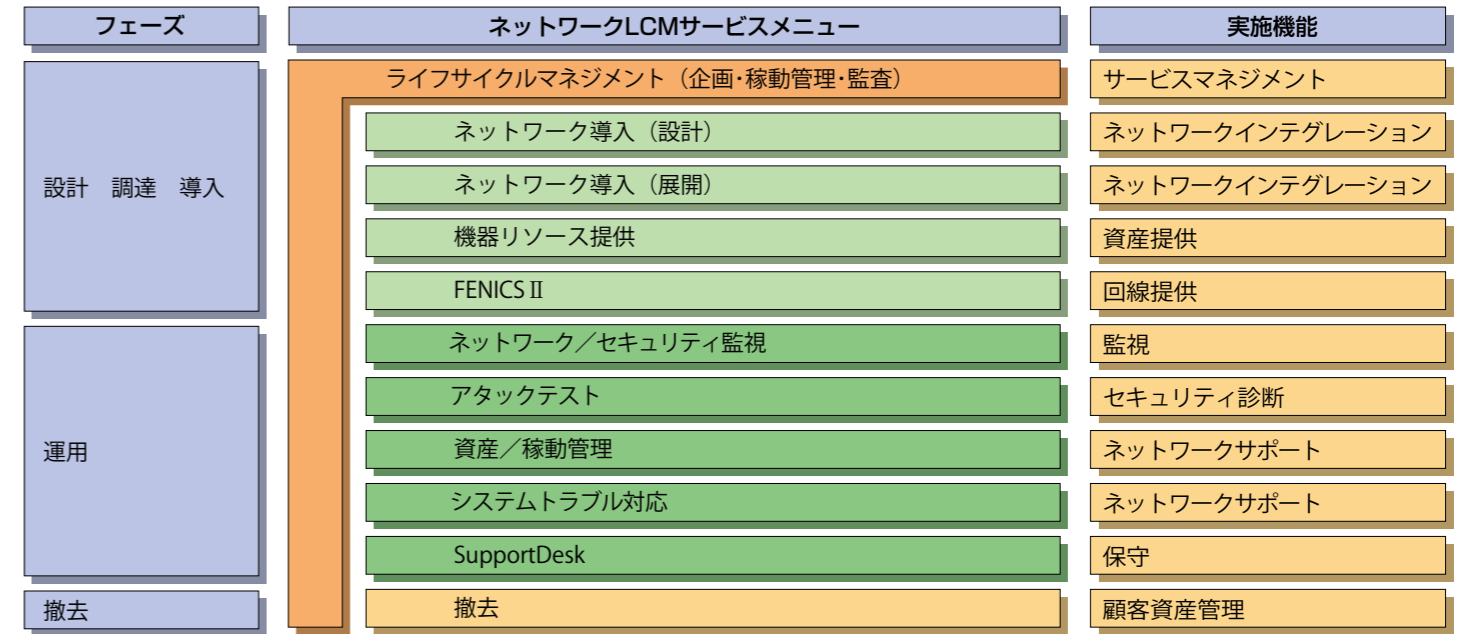 フェーズ
ネットワークLCMサービスメニュー
実施機能
ライフサイクルマネジメント（企画・稼動管理・監査）
サービスマネジメント
設計　調達　導入
ネットワーク導入（設計）
ネットワークインテグレーション
ネットワーク導入（展開）
ネットワークインテグレーション
機器リソース提供
資産提供
FENICSⅡ
回線提供
運用
ネットワーク／セキュリティ監視
監視
アタックテスト
セキュリティ診断
資産／稼動管理
ネットワークサポート
システムトラブル対応
ネットワークサポート
SupportDesk
保守
撤去
撤去
顧客資産管理